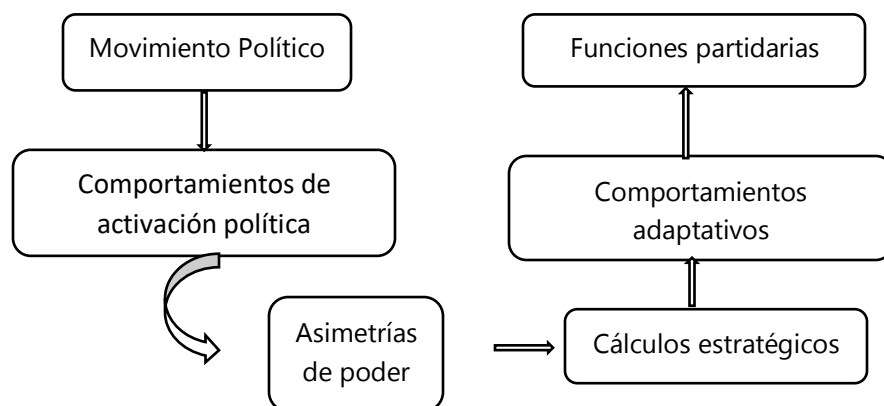 Movimiento Político
Comportamientos de
activación política
Asimetrías
de poder
Cálculos estratégicos
Comportamientos
adaptativos
Funciones partidarias